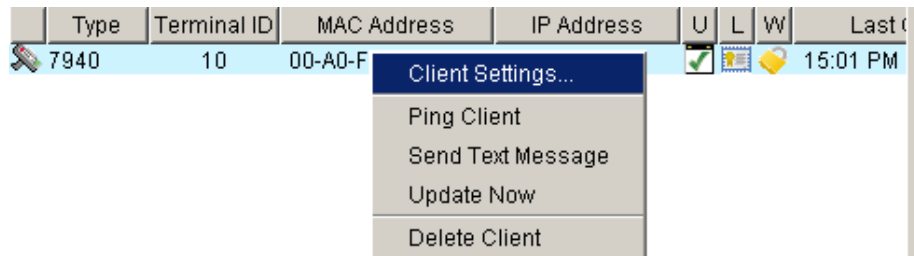 Type Terminal ID MAC Address IP Address U L W Last
7940 10 00-A0-F 15:01 PM
Client Settings...
Ping Client
Send Text Message
Update Now
Delete Client